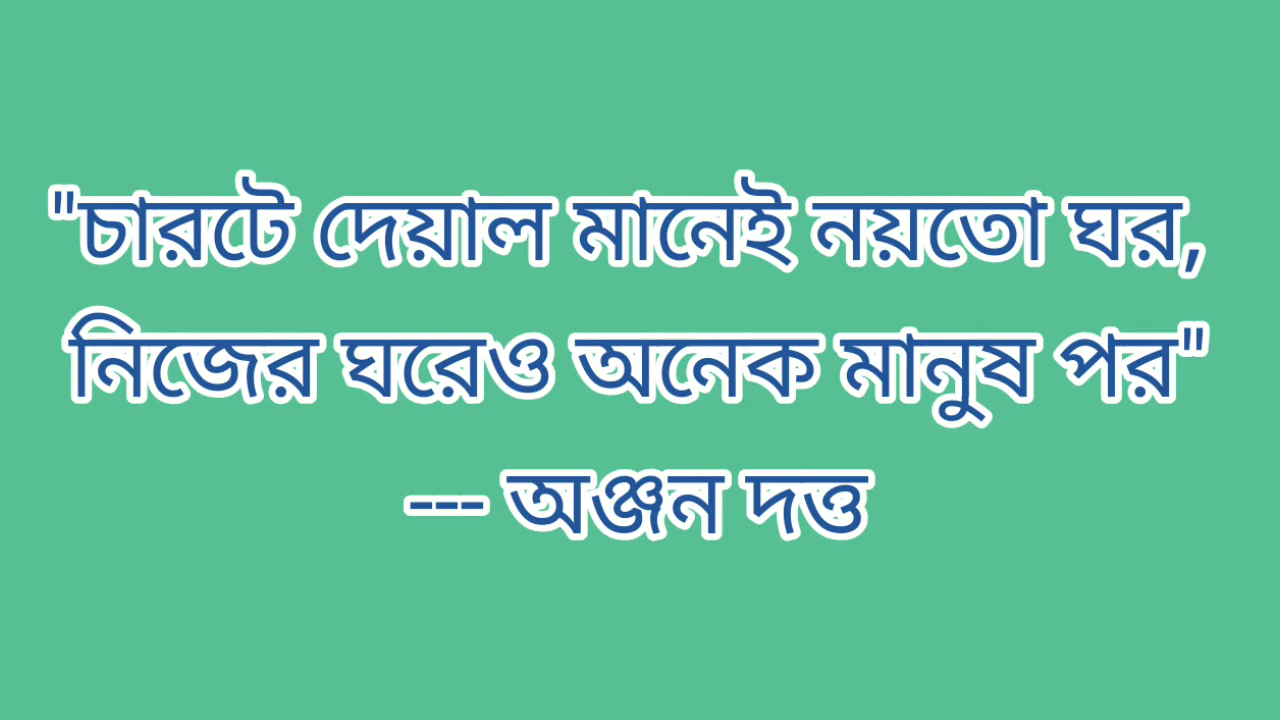 "চারটে দেয়াল মানেই নয়তো ঘর,
নিজের ঘরেও অনেক মানুষ পর"
--- অঞ্জন দত্ত